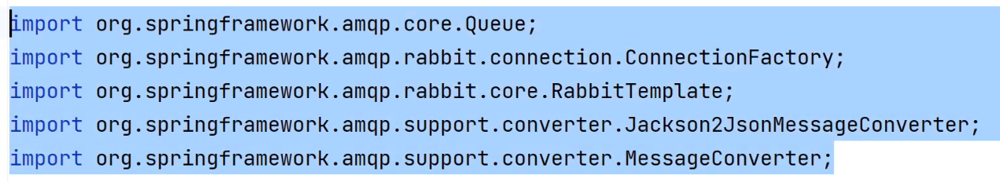 import org.springframework.amqp.core.Queue;
import org.springframework.amqp.rabbit.connection.ConnectionFactory;
import org.springframework.amqp.rabbit.core.RabbitTemplate;
import org.springframework.amqp.support.converter.Jackson2JsonMessageConverter;
import org.springframework.amqp.support.converter.MessageConverter;